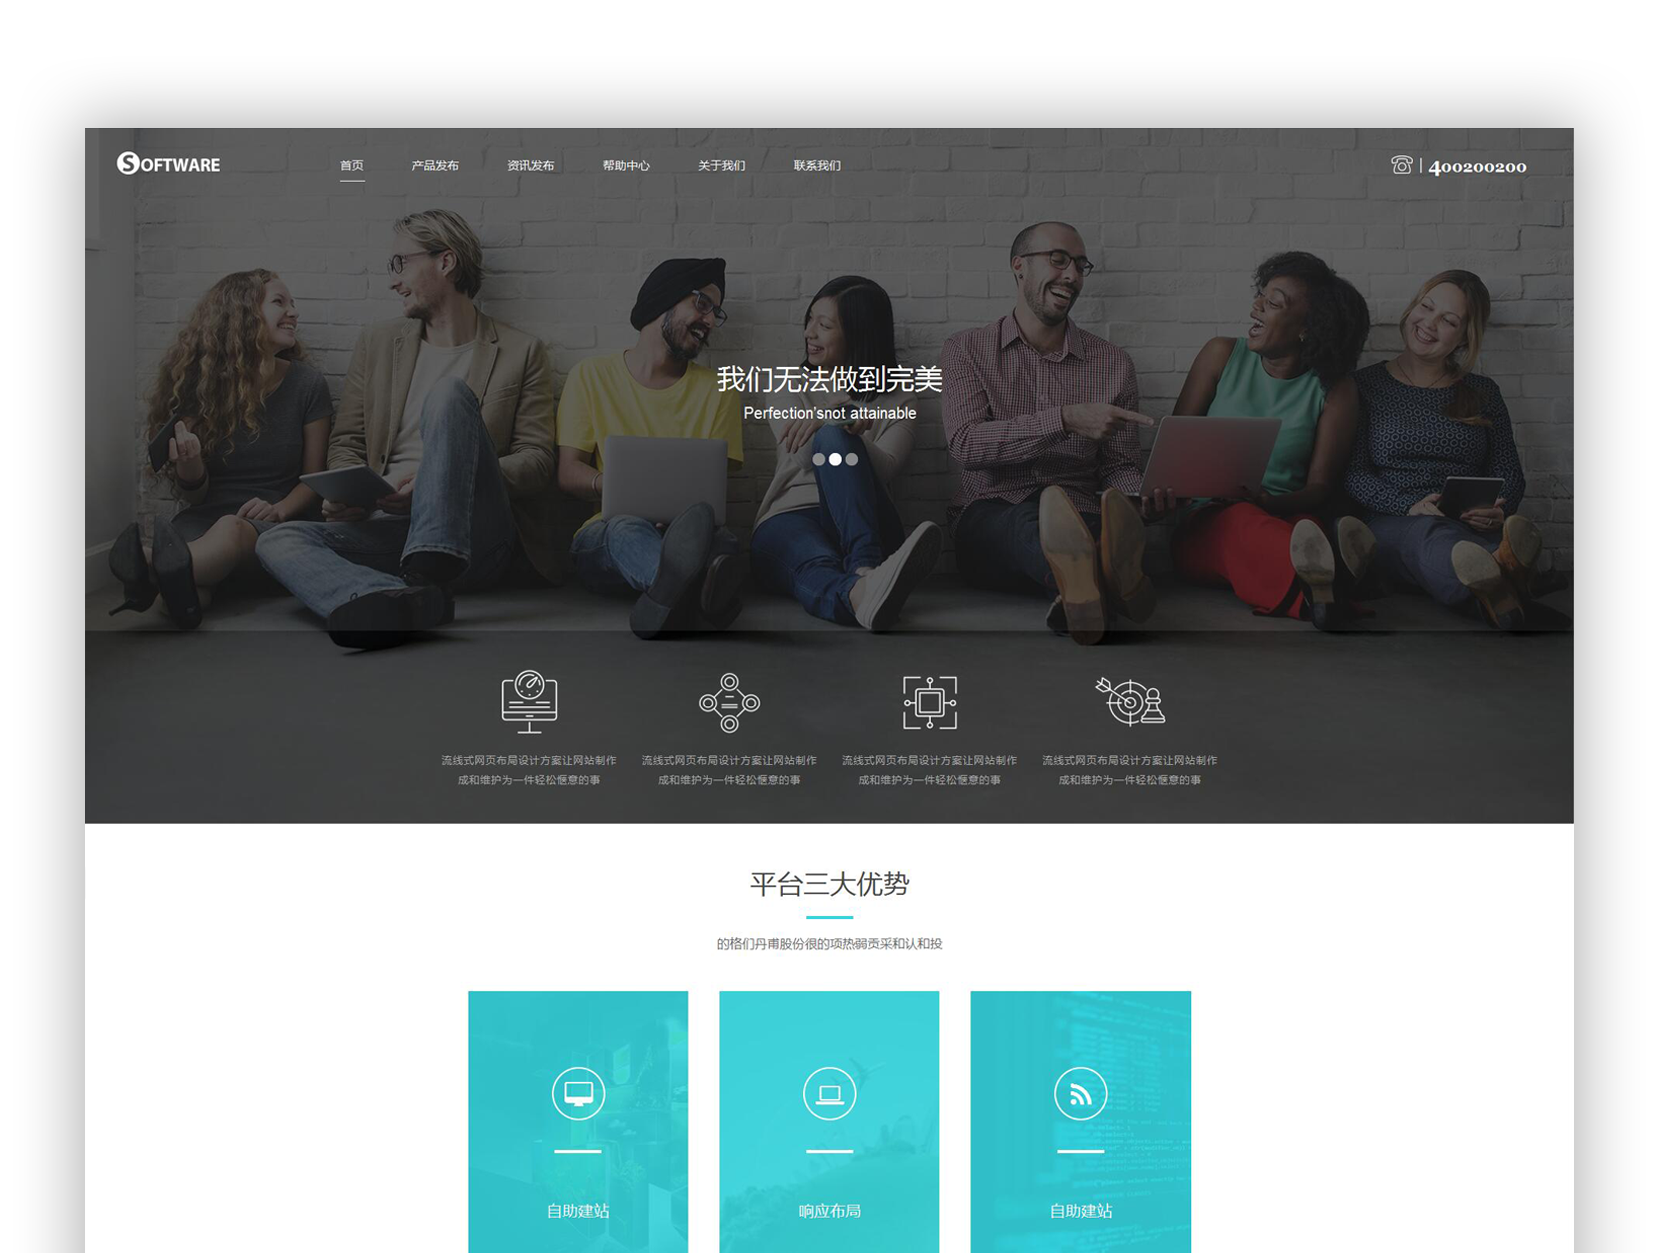 SOFTWARE
首页
产品发布
资讯发布
帮助中心
关于我们
联系我们
400200200
我们无法做到完美
Perfection'snot attainable
流线式网页布局设计方案让网站制作
成和维护为一件轻松惬意的事
流线式网页布局设计方案让网站制作
成和维护为一件轻松惬意的事
流线式网页布局设计方案让网站制作
成和维护为一件轻松惬意的事
流线式网页布局设计方案让网站制作
成和维护为一件轻松惬意的事
平台三大优势
的格们丹甫股份很的项热弱贡采和认和投
自助建站
响应布局
自助建站